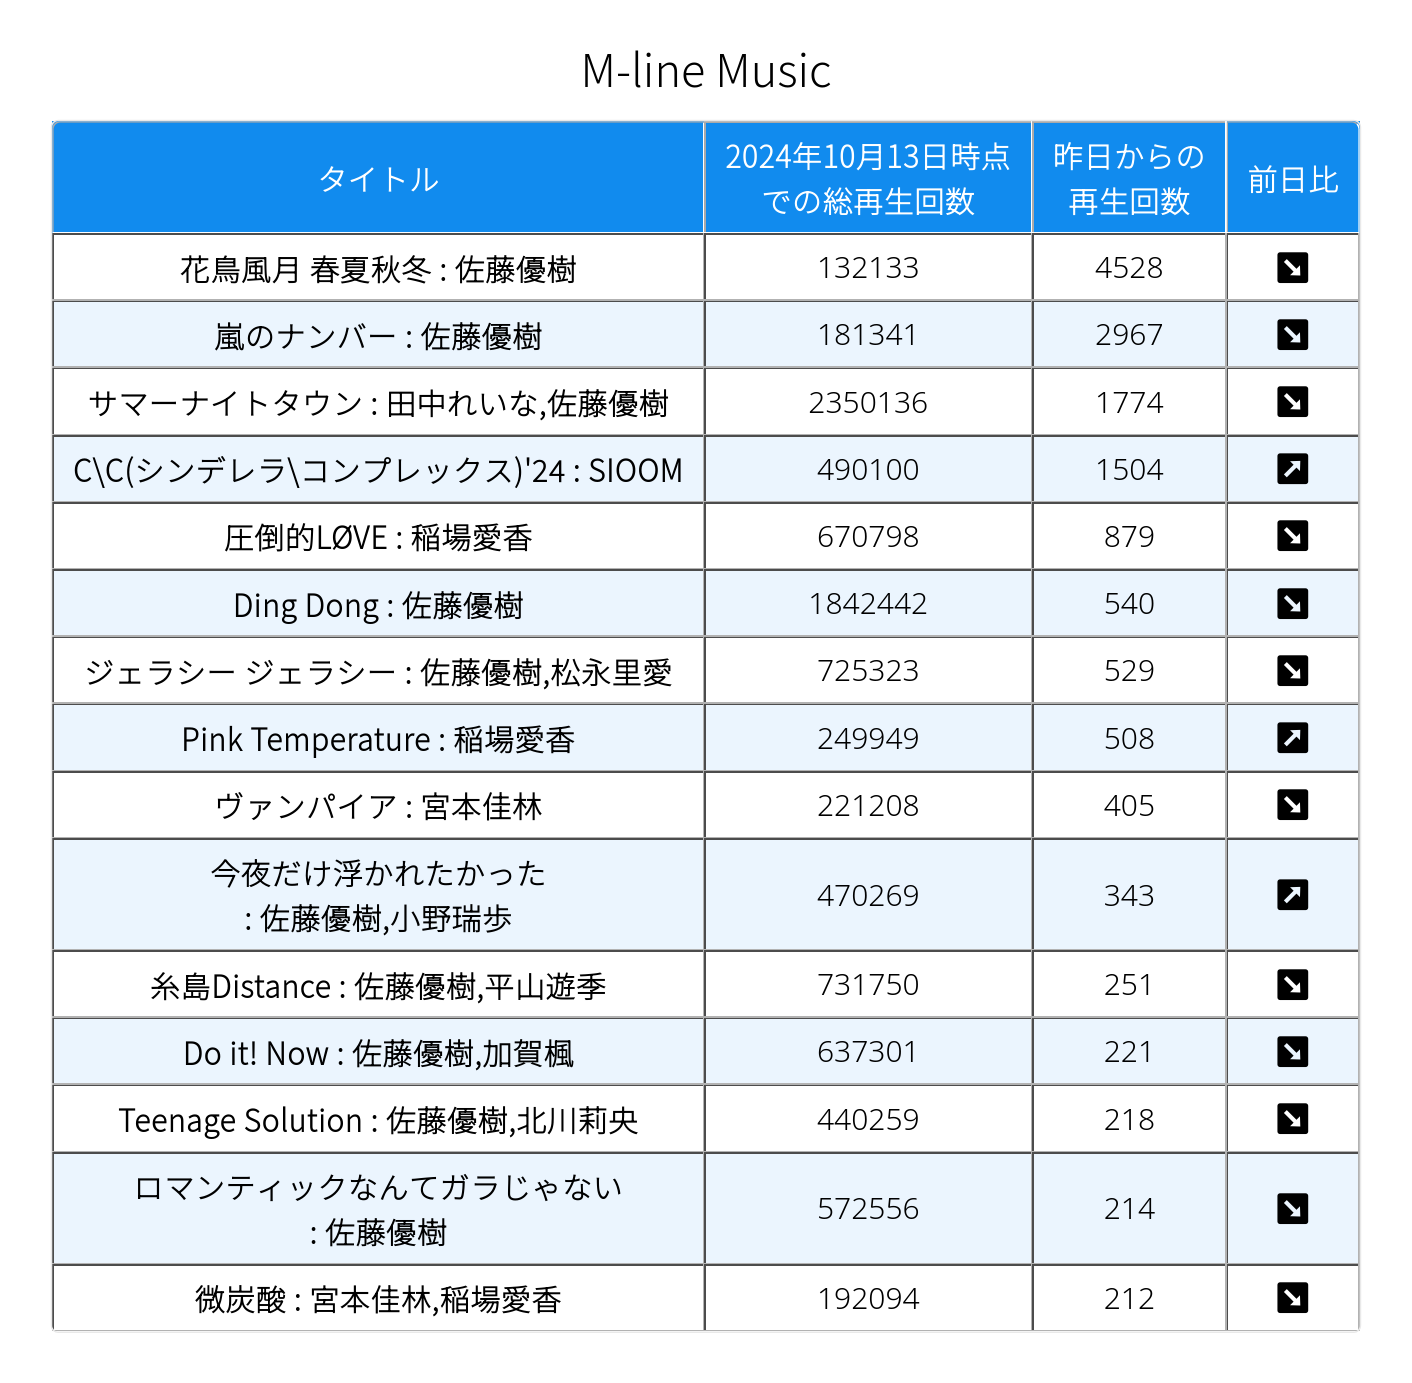 M-line Music
タイトル
2024年10月13日時点
での総再生回数
昨日からの
再生回数
前日比
花鳥風月 春夏秋冬 : 佐藤優樹 132133 4528
嵐のナンバー : 佐藤優樹 181341 2967
サマーナイトタウン : 田中れいな,佐藤優樹 2350136 1774
C\C(シンデレラ\コンプレックス)'24 : SIOOM 490100 1504
圧倒的LØVE : 稲場愛香 670798 879
Ding Dong : 佐藤優樹 1842442 540
ジェラシー ジェラシー : 佐藤優樹,松永里愛 725323 529
Pink Temperature : 稲場愛香 249949 508
ヴァンパイア : 宮本佳林 221208 405
今夜だけ浮かれたかった
: 佐藤優樹,小野瑞歩 470269 343
糸島Distance : 佐藤優樹,平山遊季 731750 251
Do it! Now : 佐藤優樹,加賀楓 637301 221
Teenage Solution : 佐藤優樹,北川莉央 440259 218
ロマンティックなんてガラじゃない
: 佐藤優樹 572556 214
微炭酸 : 宮本佳林,稲場愛香 192094 212